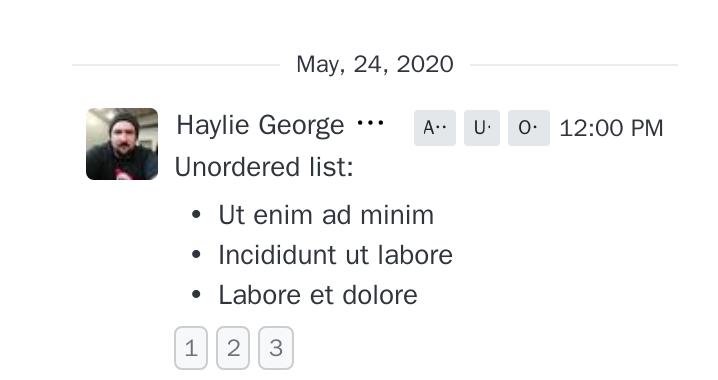 May, 24, 2020
Haylie George ••• A·· U· O· 12:00 PM
Unordered list:
• Ut enim ad minim
• Incididunt ut labore
• Labore et dolore
1 2 3